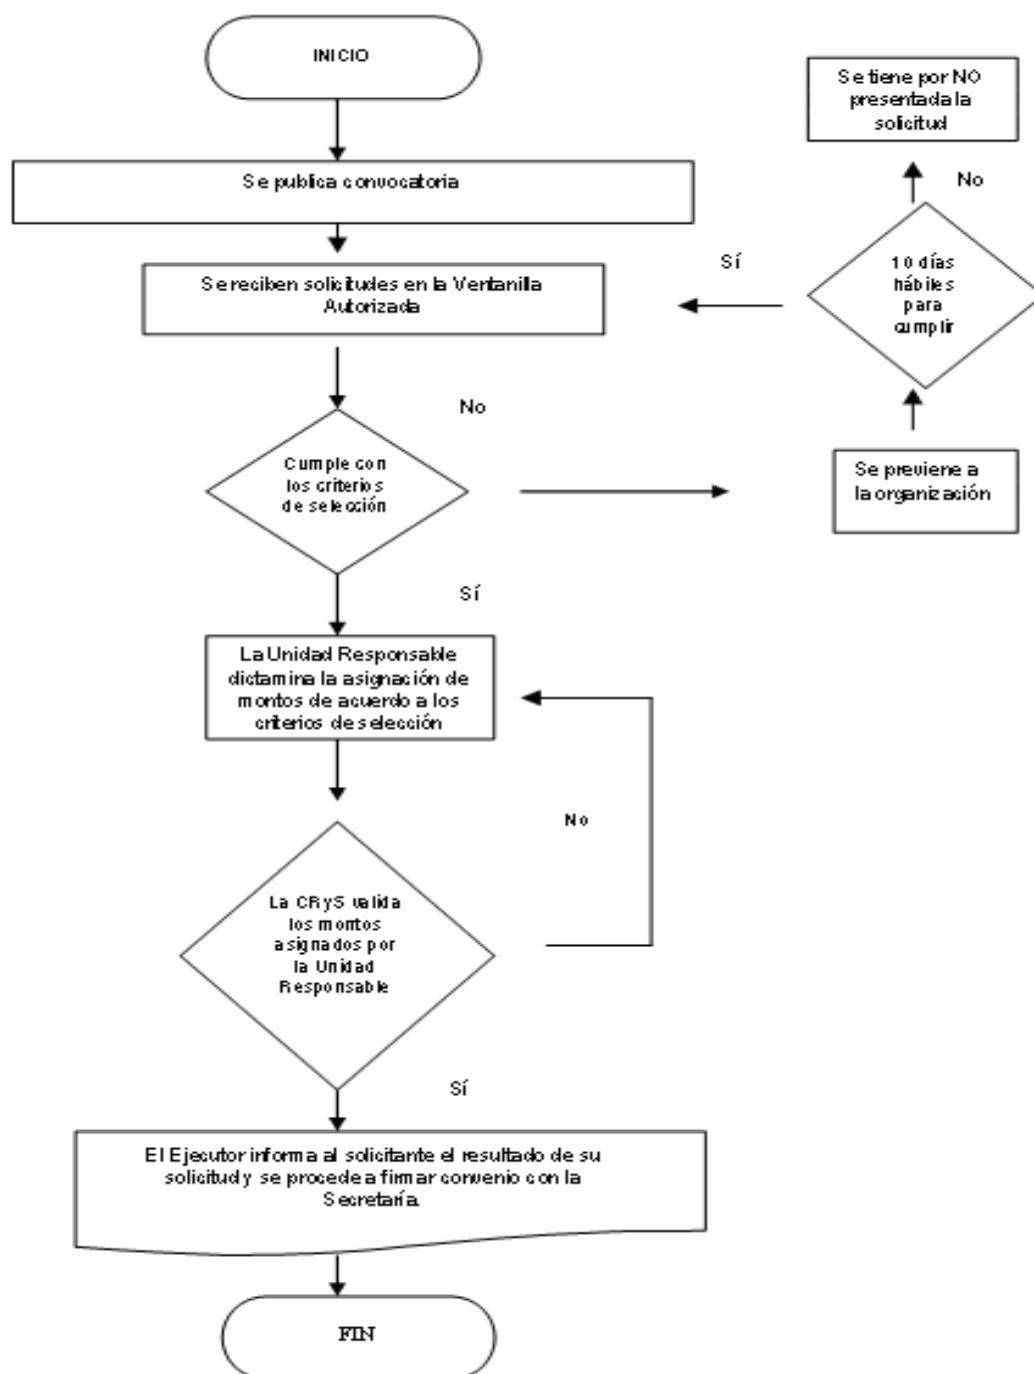 INICIO
Se tiene por NO
presentada la
solicitud
Se publica convocatoria
No
Sí
10 días
hábiles
para
cumplir
Se reciben solicitudes en la Ventanilla
Autorizada
No
Cumple con
los criterios
de selección
Se previene a
la organización
Sí
La Unidad Responsable
dictamina la asignación de
montos de acuerdo a los
criterios de selección
No
La CRyS valida
los montos
asignados por
la Unidad
Responsable
Sí
El Ejecutor informa al solicitante el resultado de su
solicitud y se procede a firmar convenio con la
Secretaría.
FIN